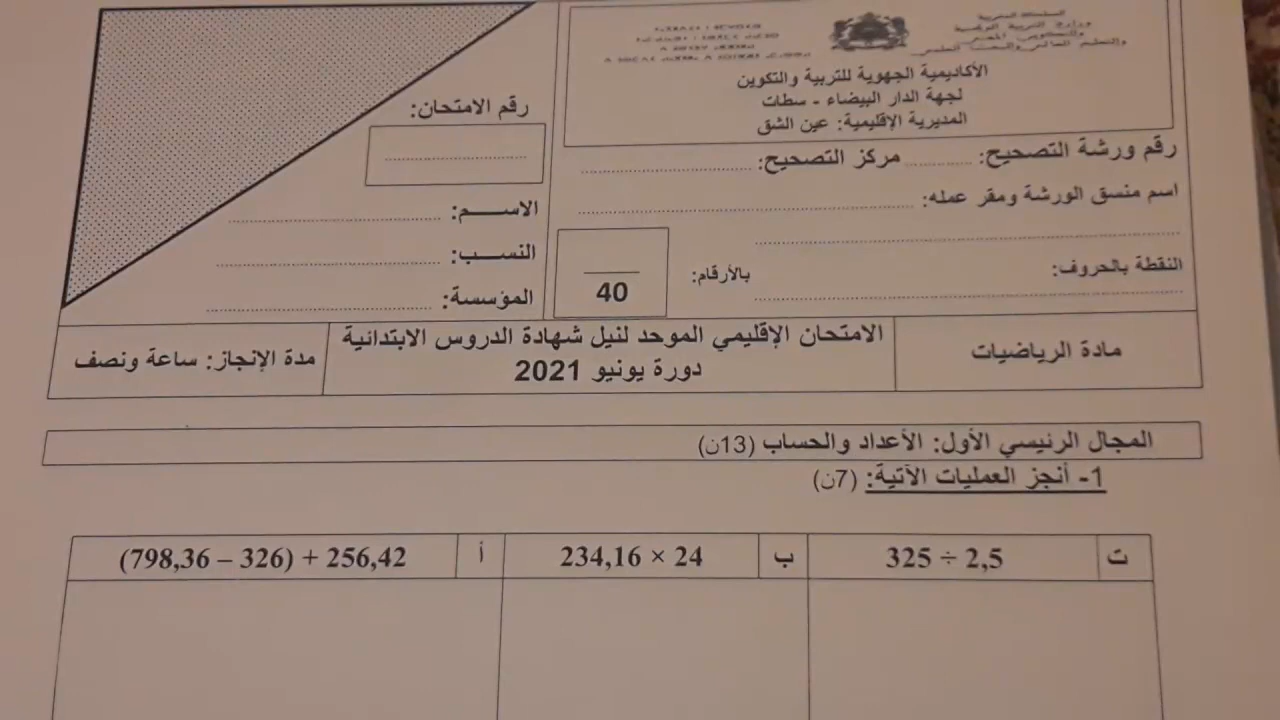 المملكة المغربية
وزارة التربية الوطنية
والتكوين المهني
والتعليم العالي والبحث العلمي
الأكاديمية الجهوية للتربية والتكوين
لجهة الدار البيضاء - سطات
المديرية الإقليمية: عين الشق
رقم ورشة التصحيح: ............ مركز التصحيح: ............
اسم منسق الورشة ومقر عمله: ............
النقطة بالحروف: ............ بالأرقام:
40
رقم الامتحان:
الاســـم: ............
النســـب: ............
المؤسسة: ............
مادة الرياضيات
الامتحان الإقليمي الموحد لنيل شهادة الدروس الابتدائية
دورة يونيو 2021
مدة الإنجاز: ساعة ونصف
المجال الرئيسي الأول: الأعداد والحساب (13ن)
1- أنجز العمليات الآتية: (7ن)
أ (798,36 – 326) + 256,42
ب 234,16 × 24
ت 325 ÷ 2,5